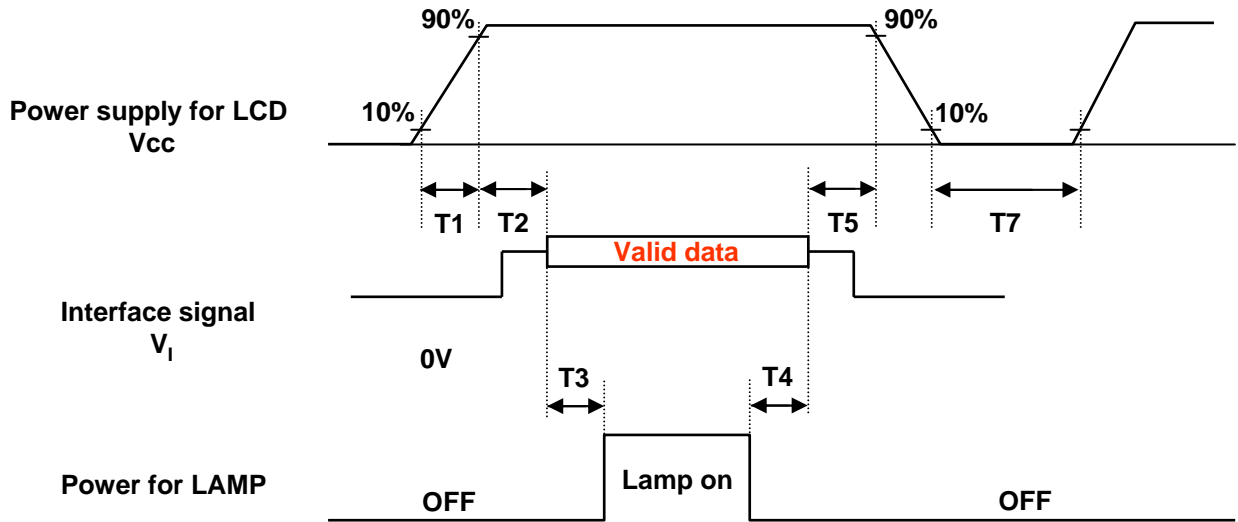 90%
90%
Power supply for LCD
Vcc
10%
10%
T1
T2
T5
T7
Valid data
Interface signal
VI
0V
T3
T4
Power for LAMP
OFF
Lamp on
OFF